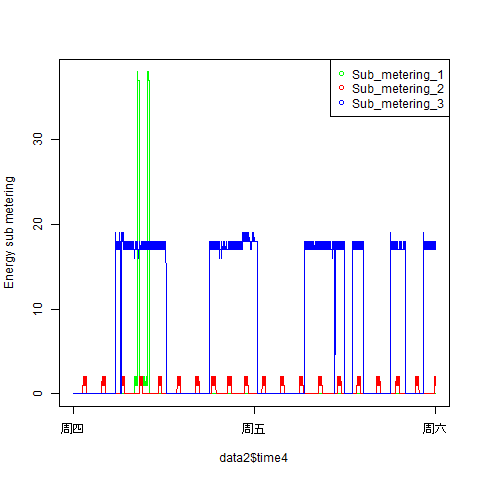 Sub_metering_1
Sub_metering_2
Sub_metering_3
Energy sub metering
30
20
10
0
周四 周五 周六
data2$time4